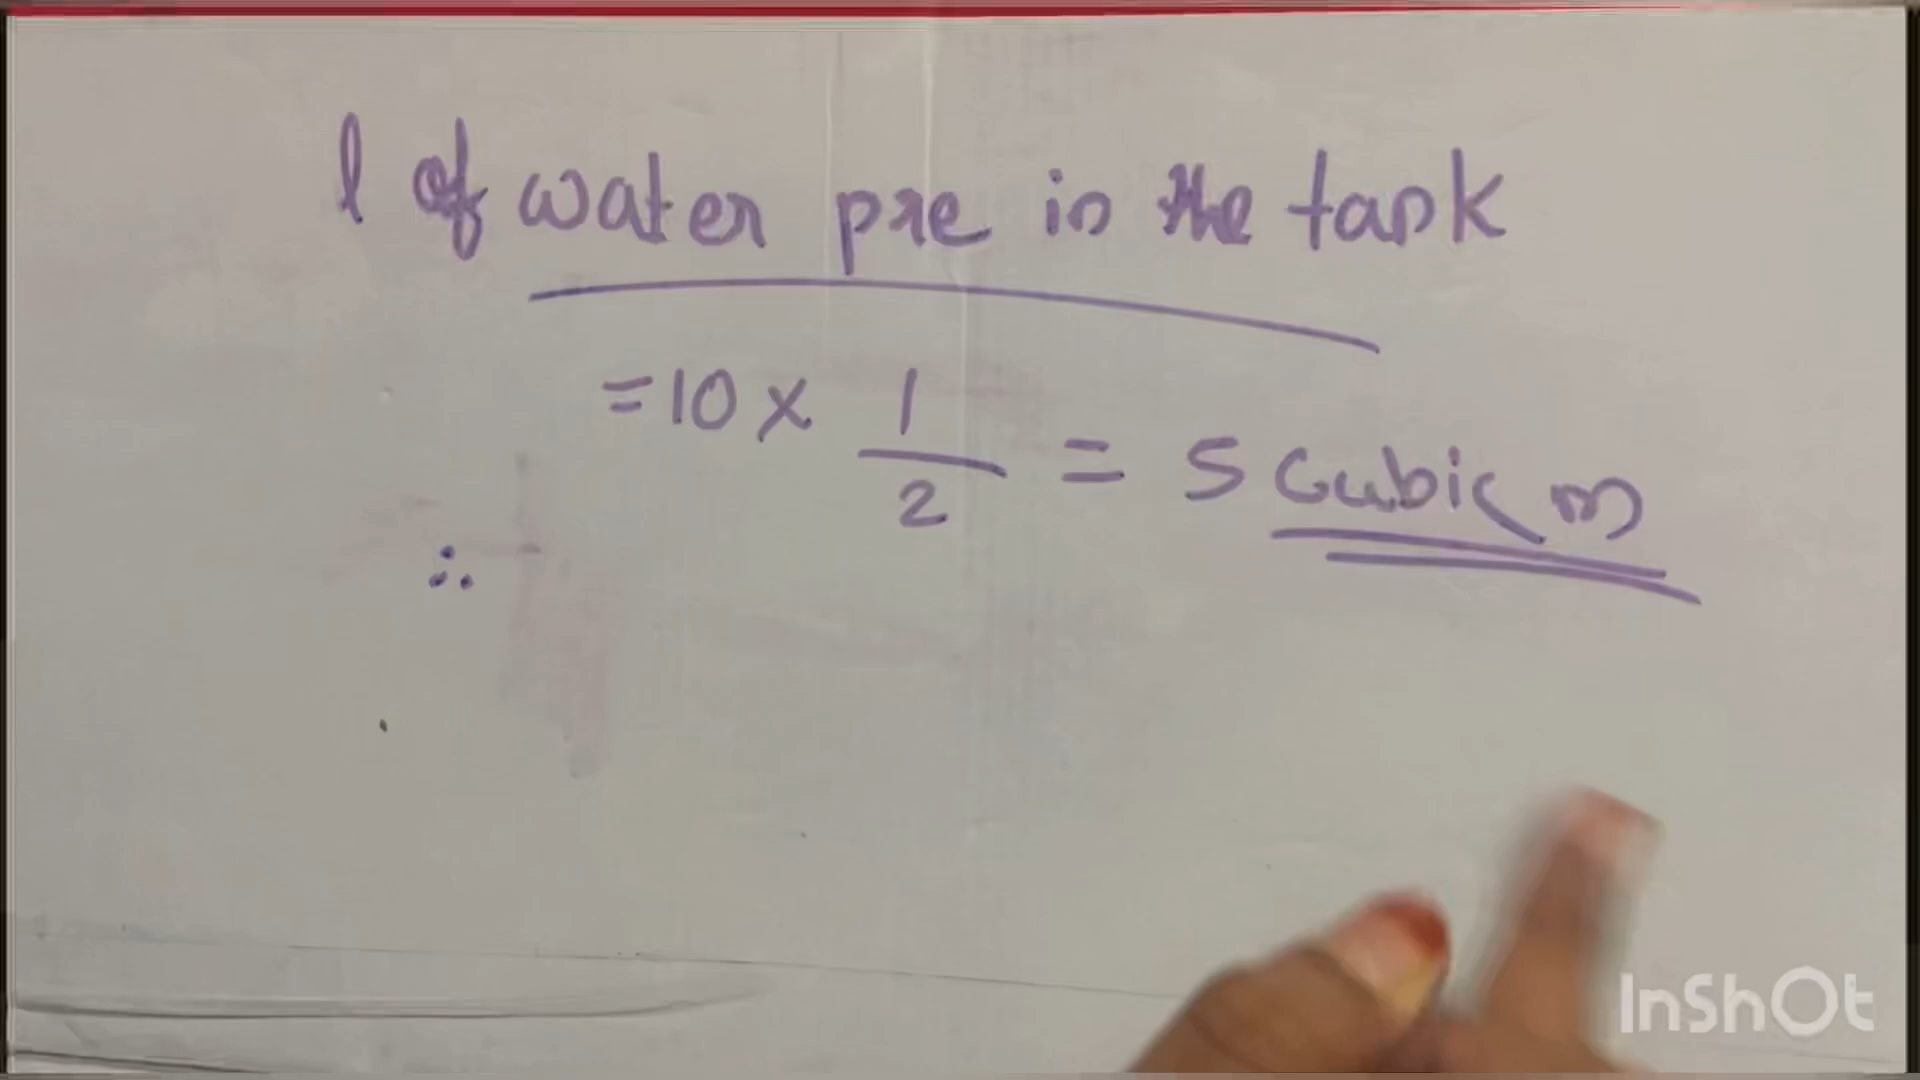 l of water pre in the tank
= 10 x 1/2 = 5 Cubic m
∴
InShOt